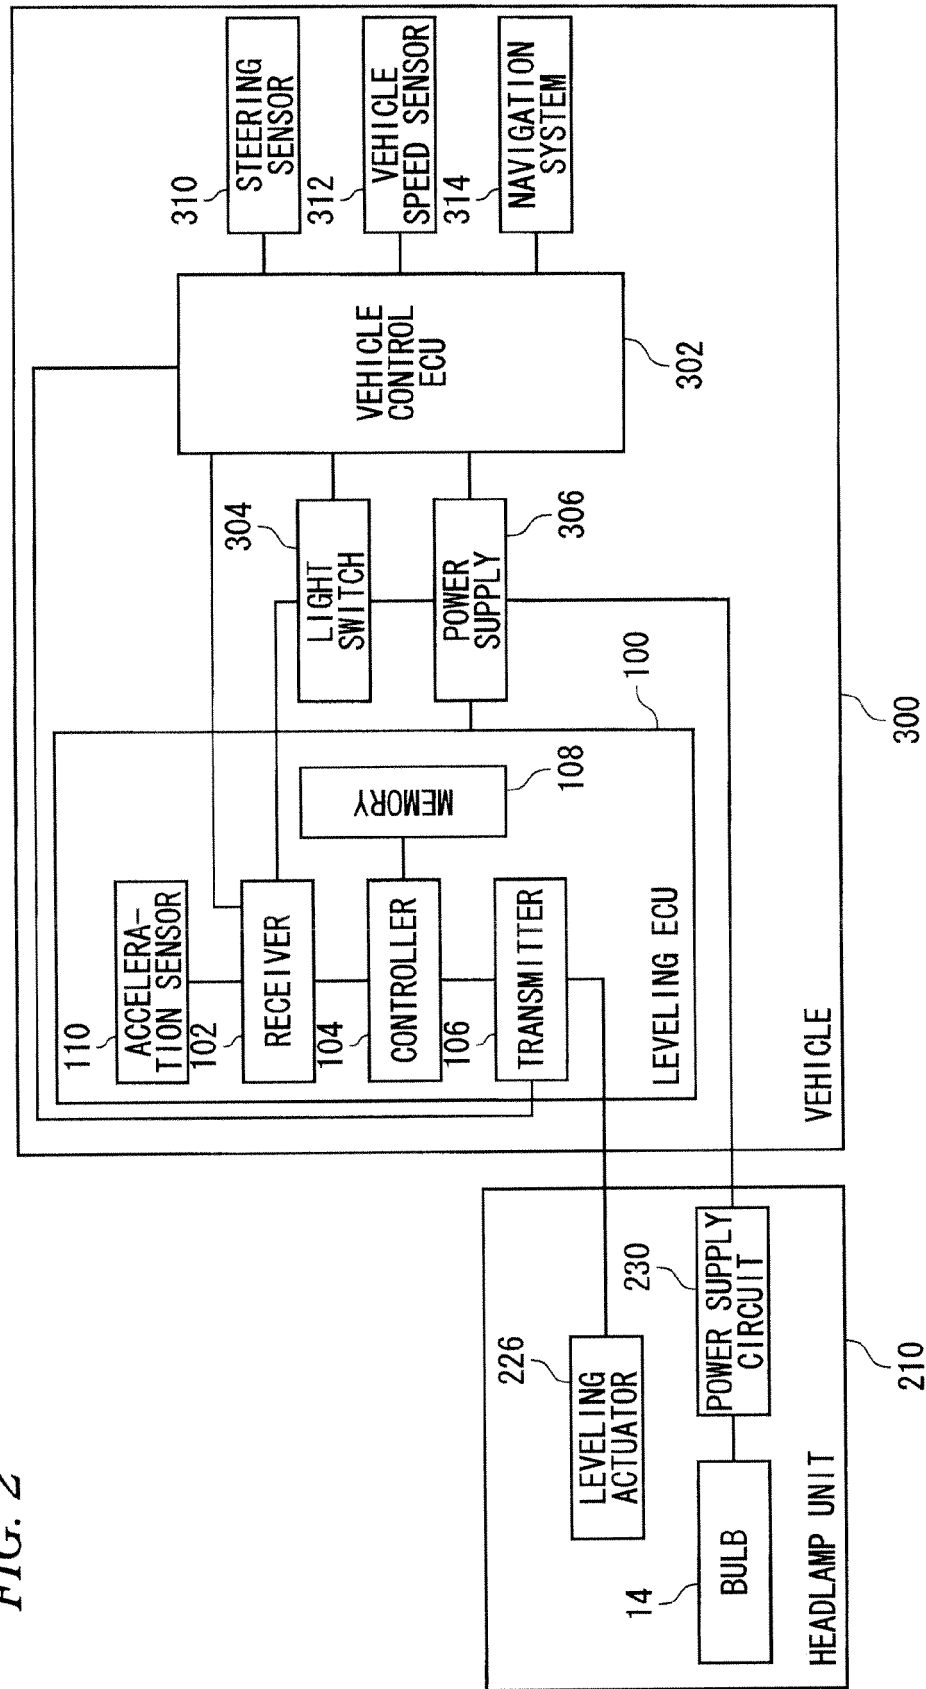 FIG. 2
110
ACCELERA-
TION SENSOR
102
RECEIVER
104
CONTROLLER
106
TRANSMITTER
MEMORY
108
LEVELING ECU
100
304
LIGHT
SWITCH
POWER
SUPPLY
306
VEHICLE
CONTROL
ECU
302
310
STEERING
SENSOR
312
VEHICLE
SPEED SENSOR
314
NAVIGATION
SYSTEM
VEHICLE
300
226
LEVELING
ACTUATOR
230
POWER SUPPLY
CIRCUIT
14
BULB
HEADLAMP UNIT
210